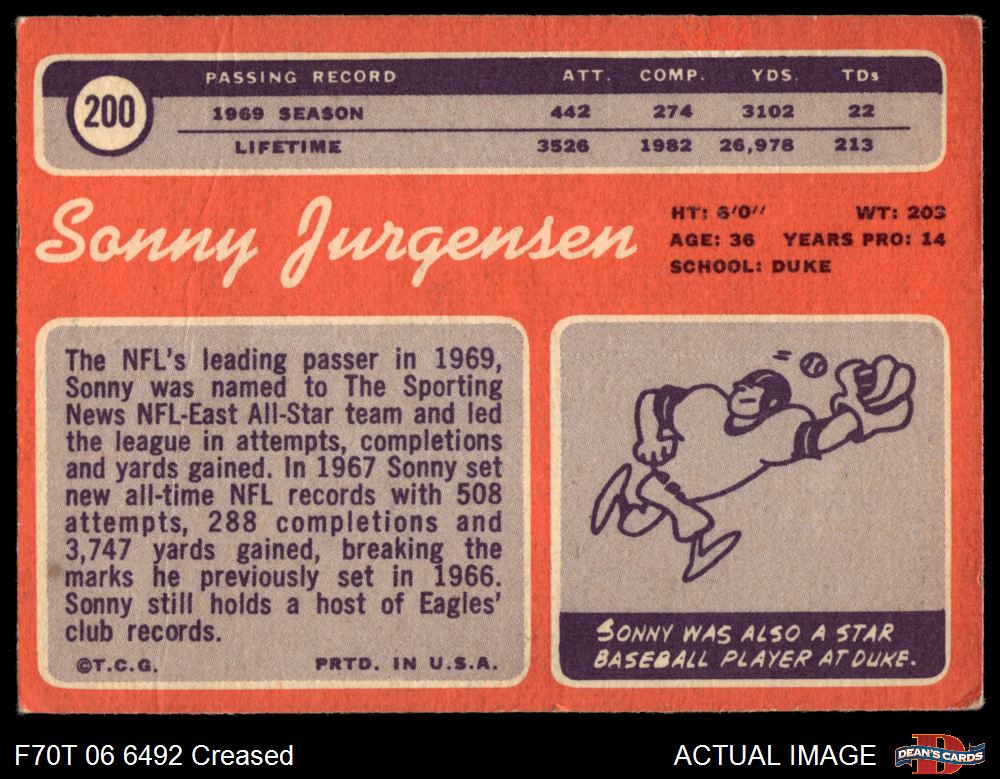 200
PASSING RECORD ATT. COMP. YDS. TDs
1969 SEASON 442 274 3102 22
LIFETIME 3526 1982 26,978 213
Sonny Jurgensen
HT: 6'0" WT: 203
AGE: 36 YEARS PRO: 14
SCHOOL: DUKE
The NFL's leading passer in 1969,
Sonny was named to The Sporting
News NFL-East All-Star team and led
the league in attempts, completions
and yards gained. In 1967 Sonny set
new all-time NFL records with 508
attempts, 288 completions and
3,747 yards gained, breaking the
marks he previously set in 1966.
Sonny still holds a host of Eagles'
club records.
©T.C.G. PRTD. IN U.S.A.
SONNY WAS ALSO A STAR
BASEBALL PLAYER AT DUKE.
F70T 06 6492 Creased
ACTUAL IMAGE
DEAN'S CARDS